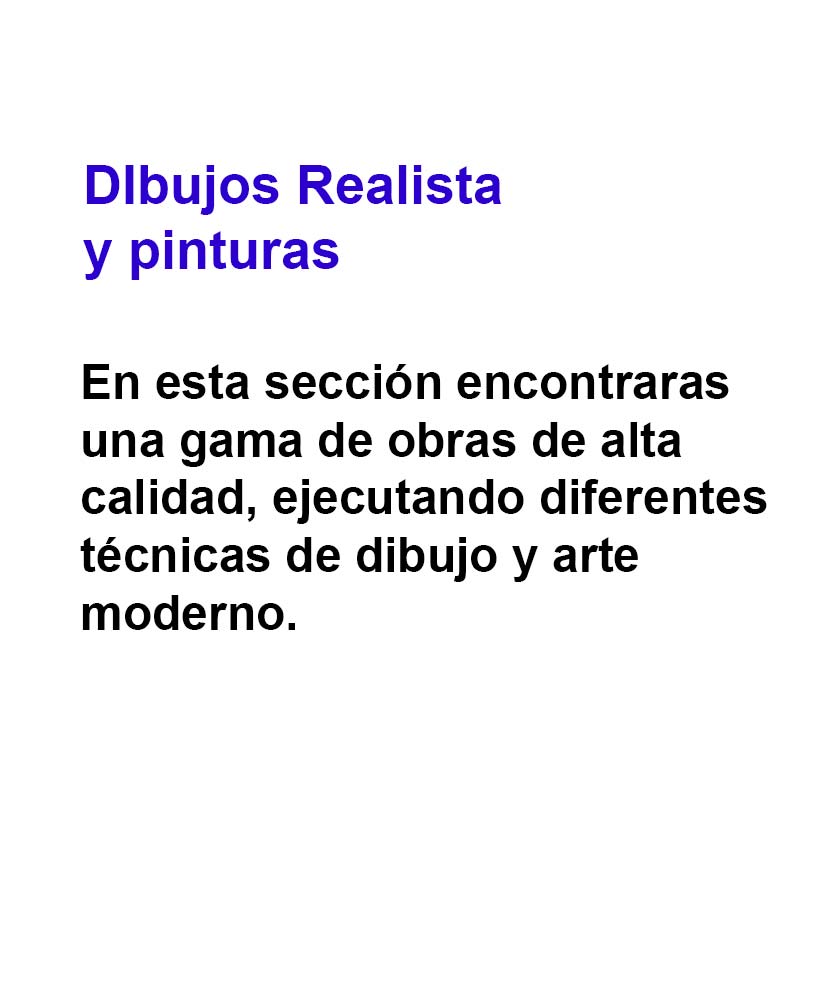 DIbujos Realista
y pinturas
En esta sección encontraras
una gama de obras de alta
calidad, ejecutando diferentes
técnicas de dibujo y arte
moderno.